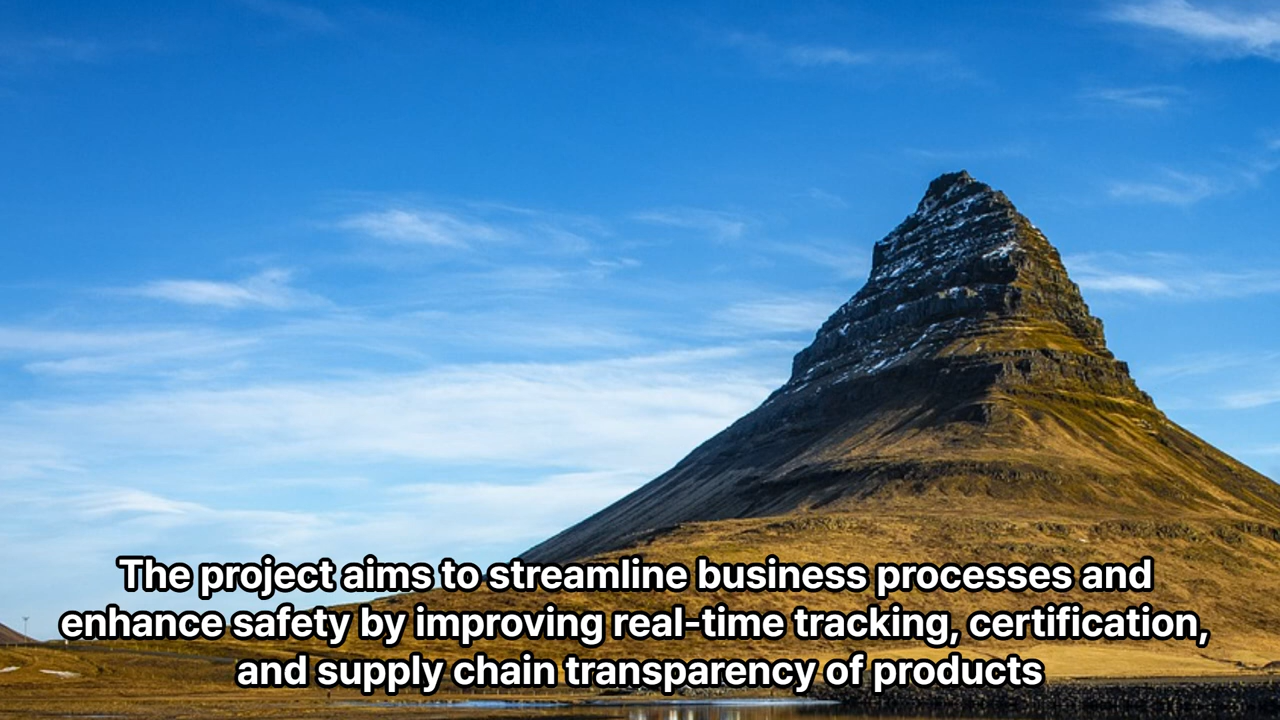 The project aims to streamline business processes and
enhance safety by improving real-time tracking, certification,
and supply chain transparency of products